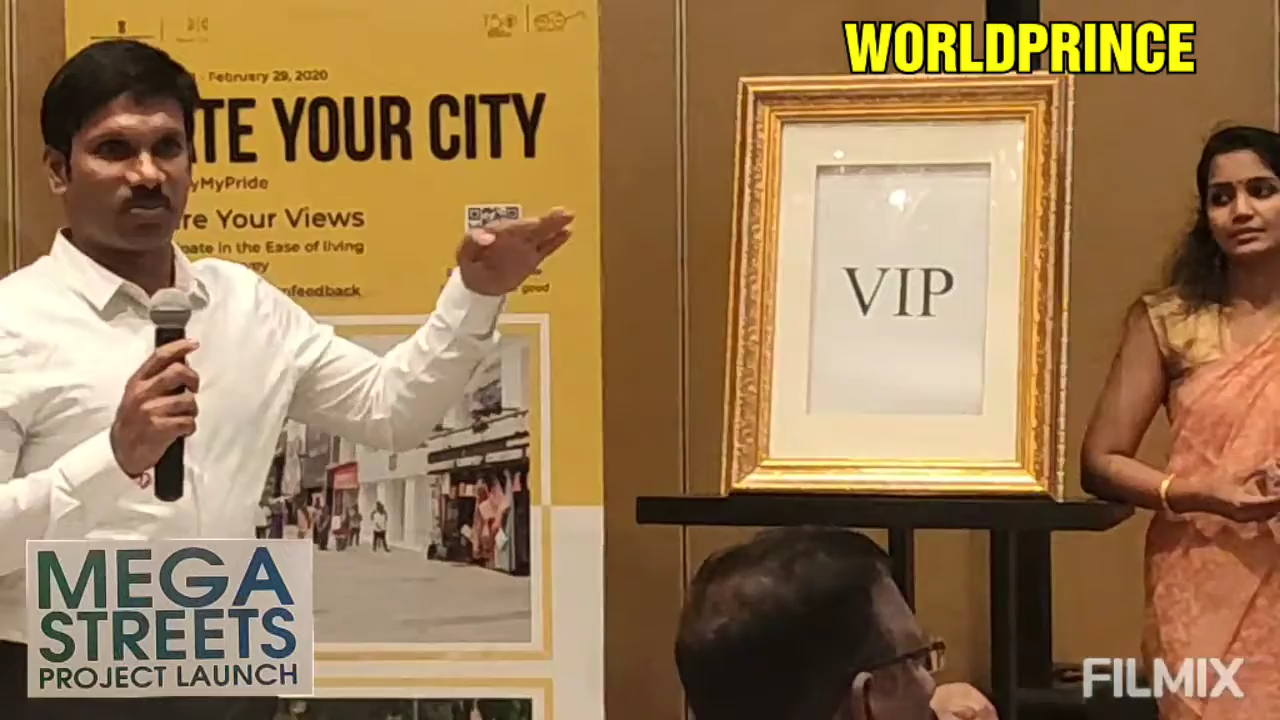 WORLDPRINCE
February 29, 2020
TE YOUR CITY
yMyPride
re Your Views
pate in the Ease of living
feedback
good
VIP
MEGA
STREETS
PROJECT LAUNCH
FILMIX